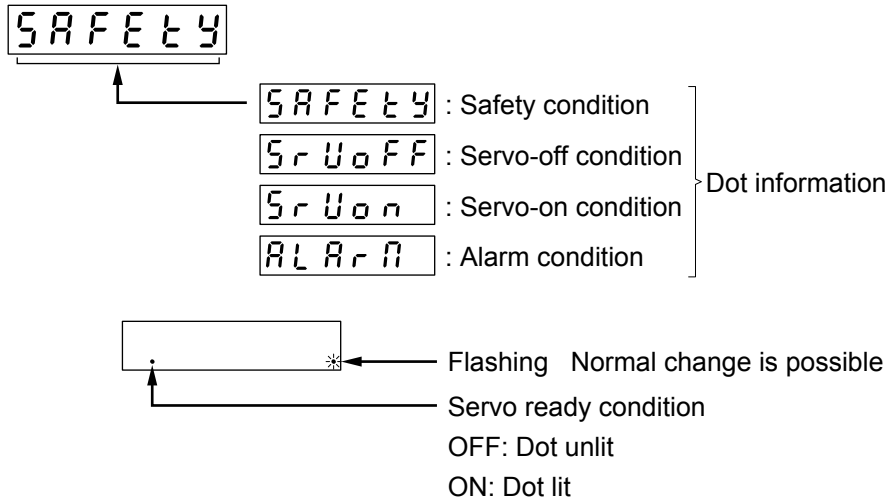 SAFEtY
SAFEtY : Safety condition
SrUoFF : Servo-off condition
SrUon : Servo-on condition
ALArM : Alarm condition
Dot information
Flashing Normal change is possible
Servo ready condition
OFF: Dot unlit
ON: Dot lit